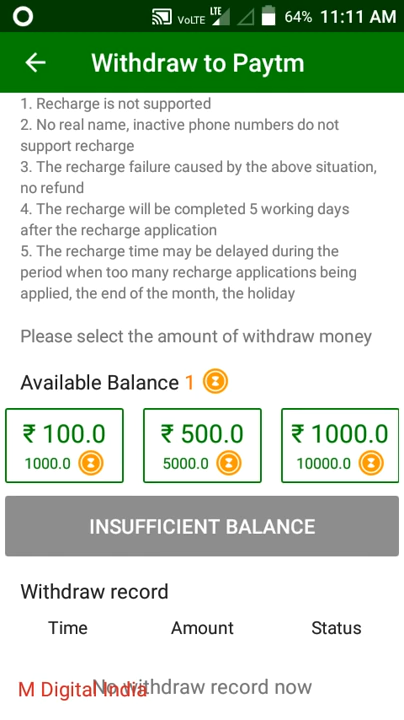 VoLTE LTE 64% 11:11 AM
Withdraw to Paytm
1. Recharge is not supported
2. No real name, inactive phone numbers do not
support recharge
3. The recharge failure caused by the above situation,
no refund
4. The recharge will be completed 5 working days
after the recharge application
5. The recharge time may be delayed during the
period when too many recharge applications being
applied, the end of the month, the holiday
Please select the amount of withdraw money
Available Balance 1
₹ 100.0 ₹ 500.0 ₹ 1000.0
1000.0 5000.0 10000.0
INSUFFICIENT BALANCE
Withdraw record
Time Amount Status
No withdraw record now
M Digital India